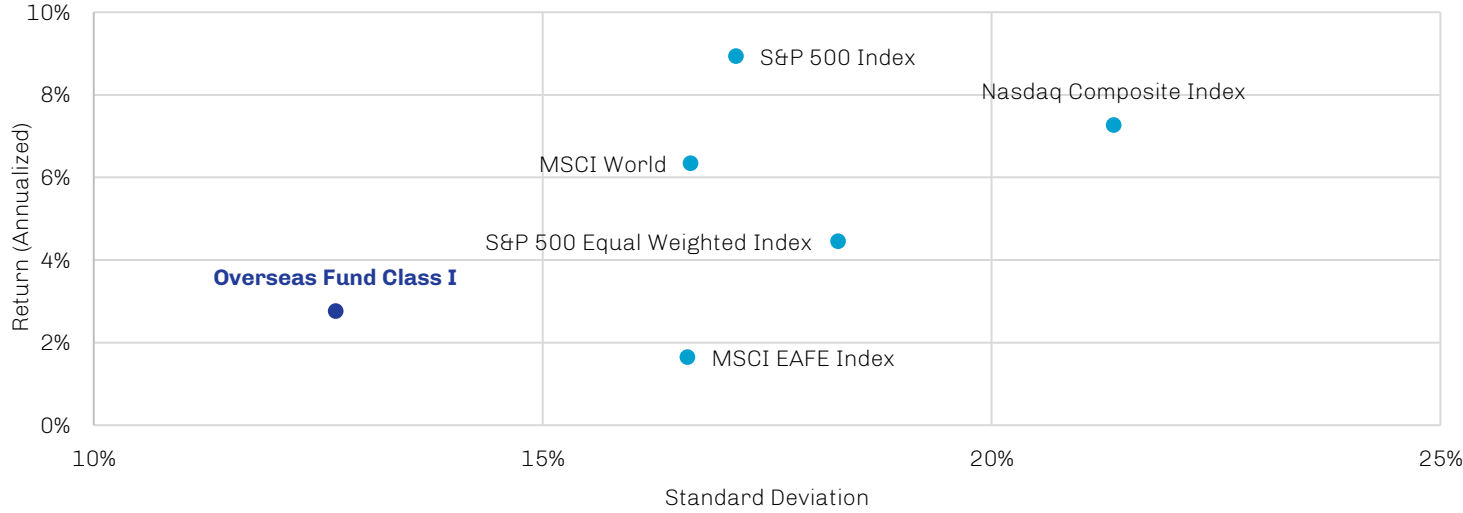 10%
S&P 500 Index
8%
Nasdaq Composite Index
MSCI World
6%
S&P 500 Equal Weighted Index
4%
Overseas Fund Class I
2%
MSCI EAFE Index
0%
Return (Annualized)
10%
15%
20%
25%
Standard Deviation